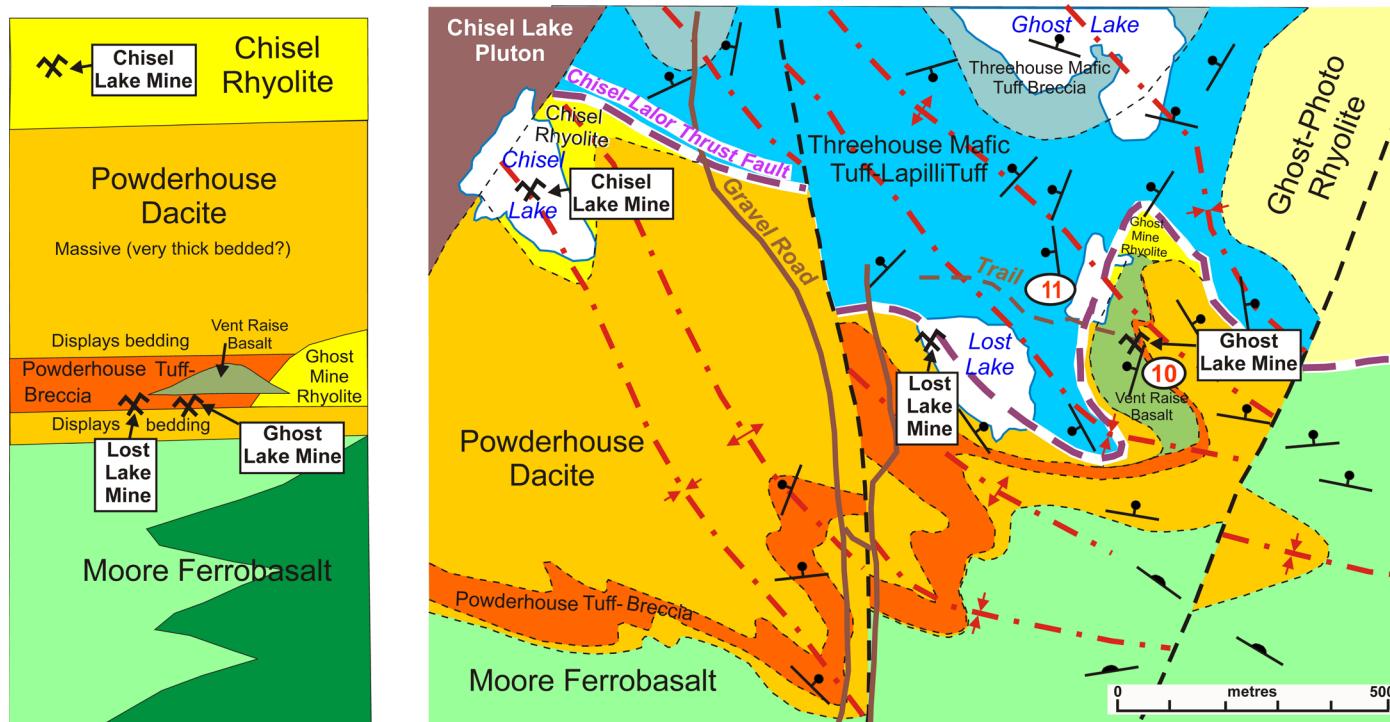 Chisel
Rhyolite
Chisel
Lake Mine
Powderhouse
Dacite
Massive (very thick bedded?)
Displays bedding
Vent Raise
Basalt
Powderhouse Tuff-
Breccia
Ghost
Mine
Rhyolite
Displays bedding
Lost
Lake
Mine
Ghost
Lake Mine
Moore Ferrobasalt
Chisel Lake
Pluton
Chisel-Lalor Thrust Fault
Chisel
Rhyolite
Chisel
Lake
Chisel
Lake Mine
Gravel Road
Ghost Lake
Threehouse Mafic
Tuff Breccia
Threehouse Mafic
Tuff-LapilliTuff
Ghost-Photo
Rhyolite
Ghost
Mine
Rhyolite
Trail
11
Lost
Lake
Lost
Lake
Mine
Ghost
Lake Mine
10
Vent Raise
Basalt
Powderhouse
Dacite
Powderhouse Tuff-Breccia
Moore Ferrobasalt
0 metres 500